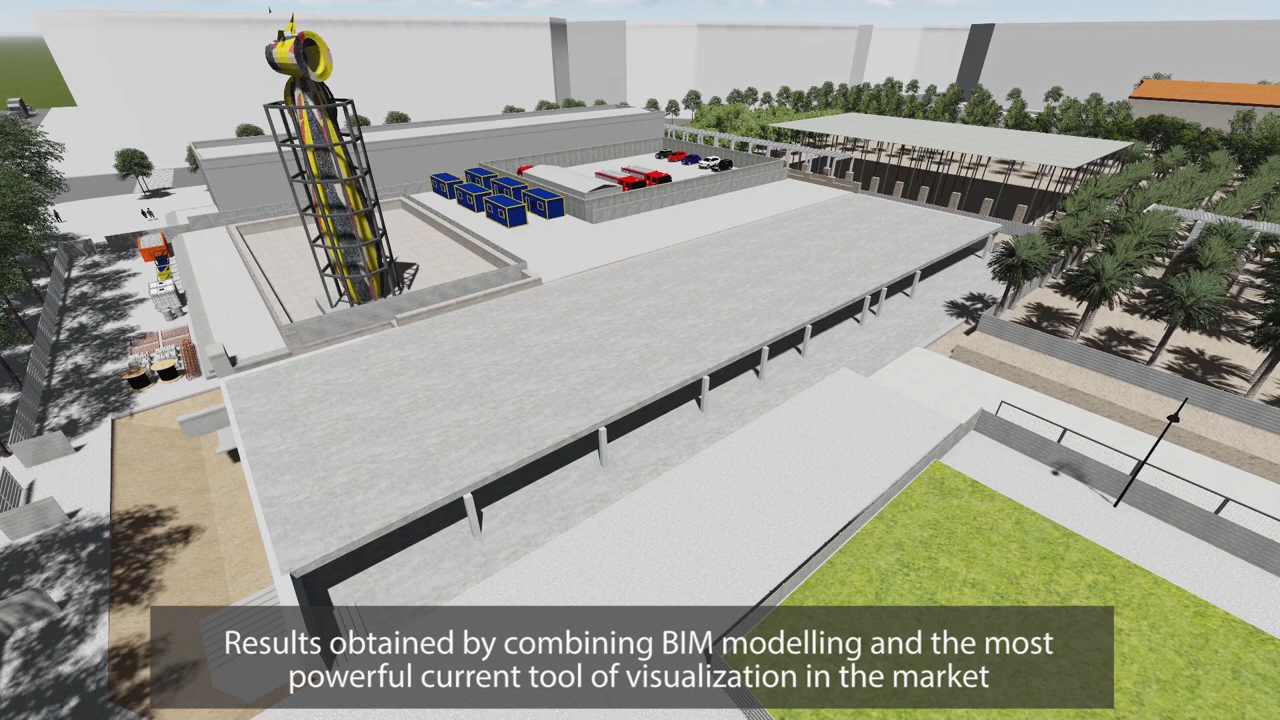 Results obtained by combining BIM modelling and the most
powerful current tool of visualization in the market